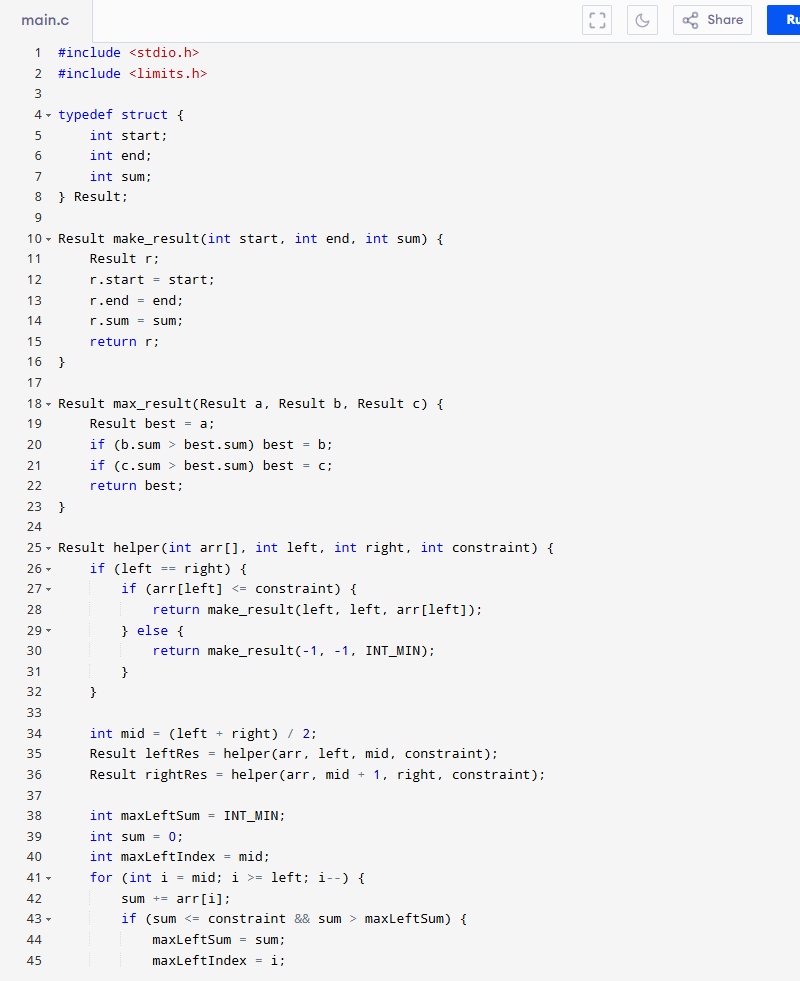 main.c
Share
Ru
1 #include <stdio.h>
2 #include <limits.h>
3
4 typedef struct {
5     int start;
6     int end;
7     int sum;
8 } Result;
9
10 Result make_result(int start, int end, int sum) {
11     Result r;
12     r.start = start;
13     r.end = end;
14     r.sum = sum;
15     return r;
16 }
17
18 Result max_result(Result a, Result b, Result c) {
19     Result best = a;
20     if (b.sum > best.sum) best = b;
21     if (c.sum > best.sum) best = c;
22     return best;
23 }
24
25 Result helper(int arr[], int left, int right, int constraint) {
26     if (left == right) {
27         if (arr[left] <= constraint) {
28             return make_result(left, left, arr[left]);
29         } else {
30             return make_result(-1, -1, INT_MIN);
31         }
32     }
33
34     int mid = (left + right) / 2;
35     Result leftRes = helper(arr, left, mid, constraint);
36     Result rightRes = helper(arr, mid + 1, right, constraint);
37
38     int maxLeftSum = INT_MIN;
39     int sum = 0;
40     int maxLeftIndex = mid;
41     for (int i = mid; i >= left; i--) {
42         sum += arr[i];
43         if (sum <= constraint && sum > maxLeftSum) {
44             maxLeftSum = sum;
45             maxLeftIndex = i;